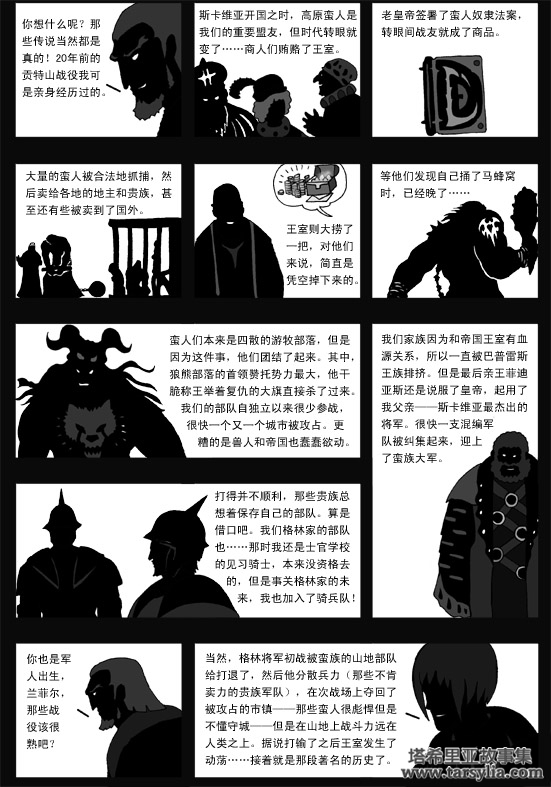 你想什么呢？那
些传说当然都是
真的！20年前的
贡特山战役我可
是亲身经历过的。
斯卡维亚开国之时，高原蛮人是
我们的重要盟友，但时代转眼就
变了……商人们贿赂了王室。
老皇帝签署了蛮人奴隶法案，
转眼间战友就成了商品。
大量的蛮人被合法地抓捕，然
后卖给各地的地主和贵族，甚
至还有些被卖到了国外。
王室则大捞了
一把，对他们
来说，简直是
凭空掉下来的。
等他们发现自己捅了马蜂窝
时，已经晚了……
蛮人们本来是四散的游牧部落，但是
因为这件事，他们团结了起来。其中，
狼熊部落的首领赞托势力最大，他干
脆称王举着复仇的大旗直接杀了过来。
我们的部队自独立以来很少参战，
很快一个又一个城市被攻占。更
糟的是兽人和帝国也蠢蠢欲动。
我们家族因为和帝国王室有血
源关系，所以一直被巴普雷斯
王族排挤。但是最后亲王菲迪
亚斯还是说服了皇帝，起用了
我父亲——斯卡维亚最杰出的
将军。很快一支混编军
队被纠集起来，迎上
了蛮族大军。
打得并不顺利，那些贵族总
想着保存自己的部队。算是
借口吧。我们格林家的部队
也……那时我还是士官学校
的见习骑士，本来没资格去
的，但是事关格林家的未
来，我也加入了骑兵队！
你也是军
人出生，
兰菲尔，
那些战
役该很
熟吧？
当然，格林将军初战被蛮族的山地部队
给打退了，然后他分散兵力（那些不肯
卖力的贵族军队），在次战场上夺回了
被攻占的市镇——那些蛮人很彪悍但是
不懂守城——但是在山地上战斗力远在
人类之上。据说打输了之后王室发生了
动荡……接着就是那段著名的历史了。
塔希里亚故事集
www.tarsylia.com